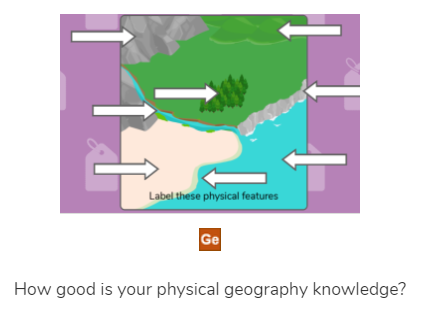 Label these physical features
Ge
How good is your physical geography knowledge?